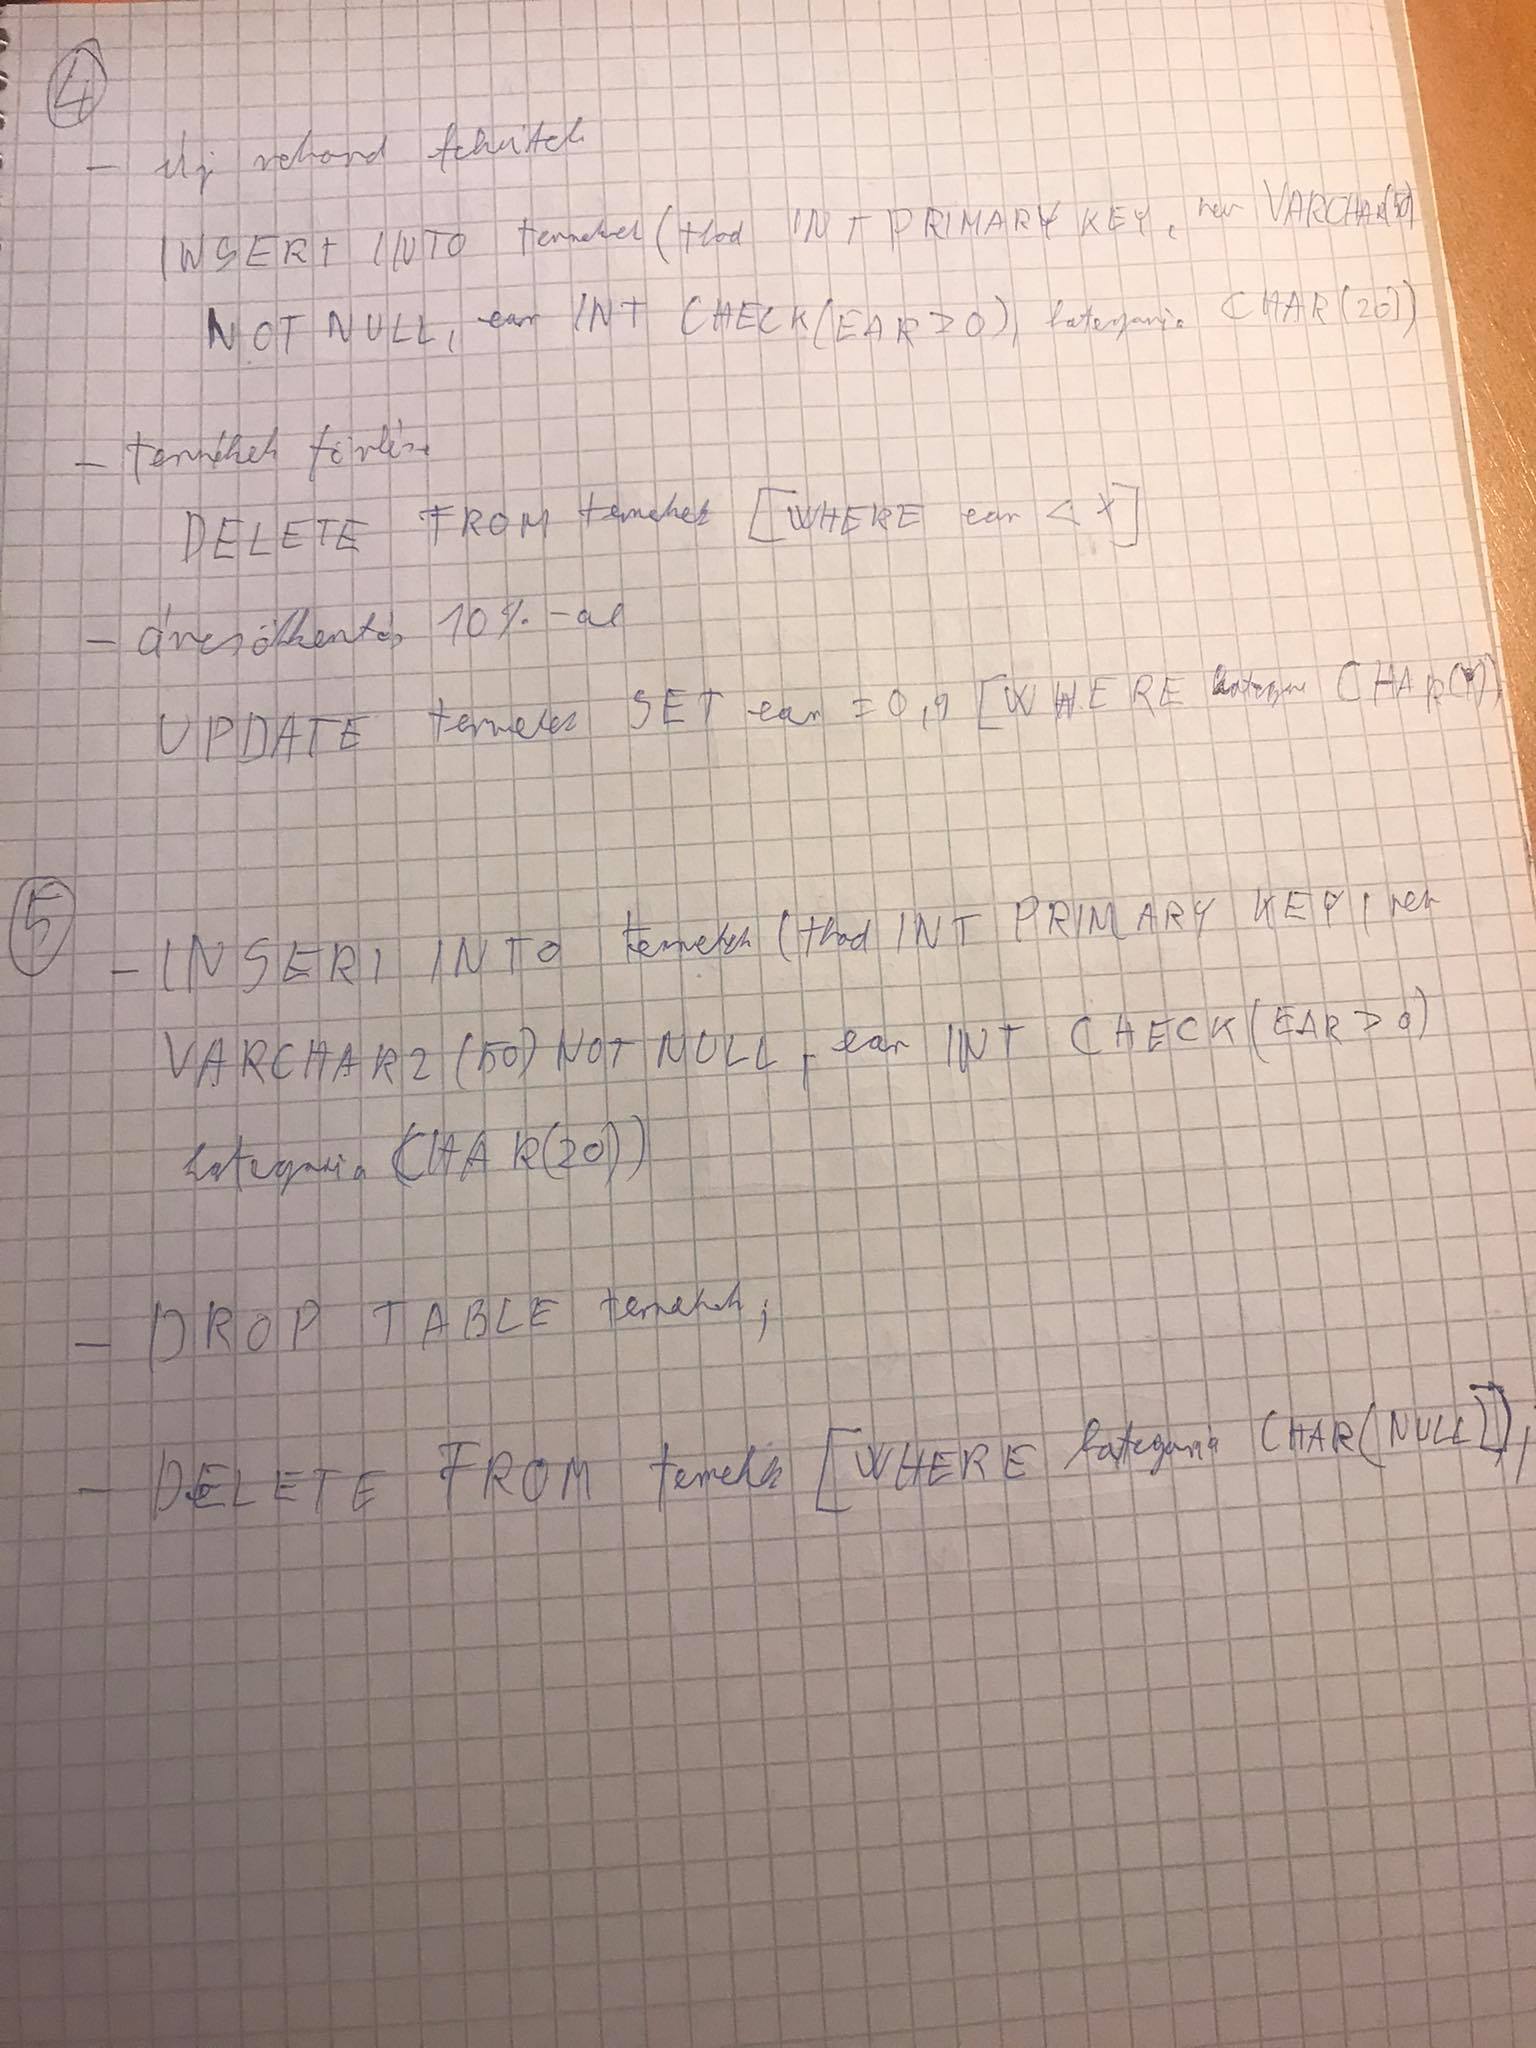 4
- új rekord felvitele
INSERT INTO termekek (tkod INT PRIMARY KEY, nev VARCHAR(50)
NOT NULL, ear INT CHECK(EAR>0), kategoria CHAR(20))
- termékek törlése
DELETE FROM termekek [WHERE ear < X]
- árcsökkentés 10%-al
UPDATE termekek SET ear = 0,9 [WHERE kategoria CHAR(Y)]
5
- INSERT INTO termekek (tkod INT PRIMARY KEY, nev
VARCHAR2 (50) NOT NULL, ear INT CHECK(EAR>0)
kategoria CHAR(20))
- DROP TABLE termekek;
- DELETE FROM termekek [WHERE kategoria CHAR(NULL)];